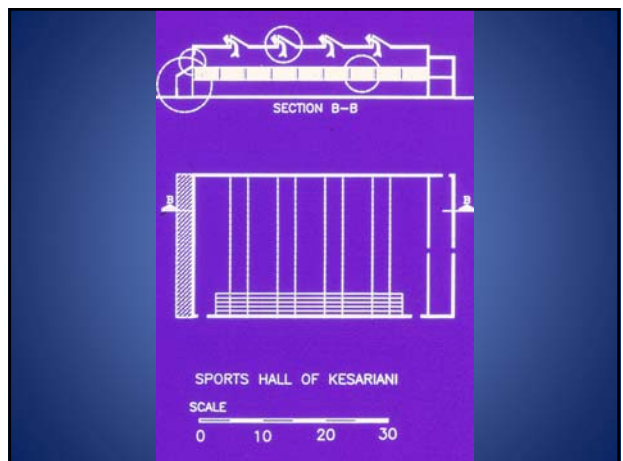 SECTION B-B
B B
SPORTS HALL OF KESARIANI
SCALE
0 10 20 30